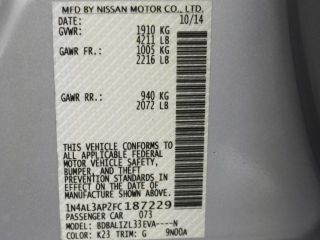 MFD BY NISSAN MOTOR CO., LTD.
DATE: 10/14
GVWR: 1910 KG
4211 LB
GAWR FR.: 1005 KG
2216 LB
GAWR RR.: 940 KG
2072 LB
THIS VEHICLE CONFORMS TO
ALL APPLICABLE FEDERAL
MOTOR VEHICLE SAFETY,
BUMPER, AND THEFT
PREVENTION STANDARDS IN
EFFECT ON THE DATE OF
MANUFACTURE SHOWN ABOVE.
1N4AL3AP2FC187229
PASSENGER CAR 073
MODEL: BDBALIZL33EVA----N
COLOR: K23 TRIM: G 9N00A